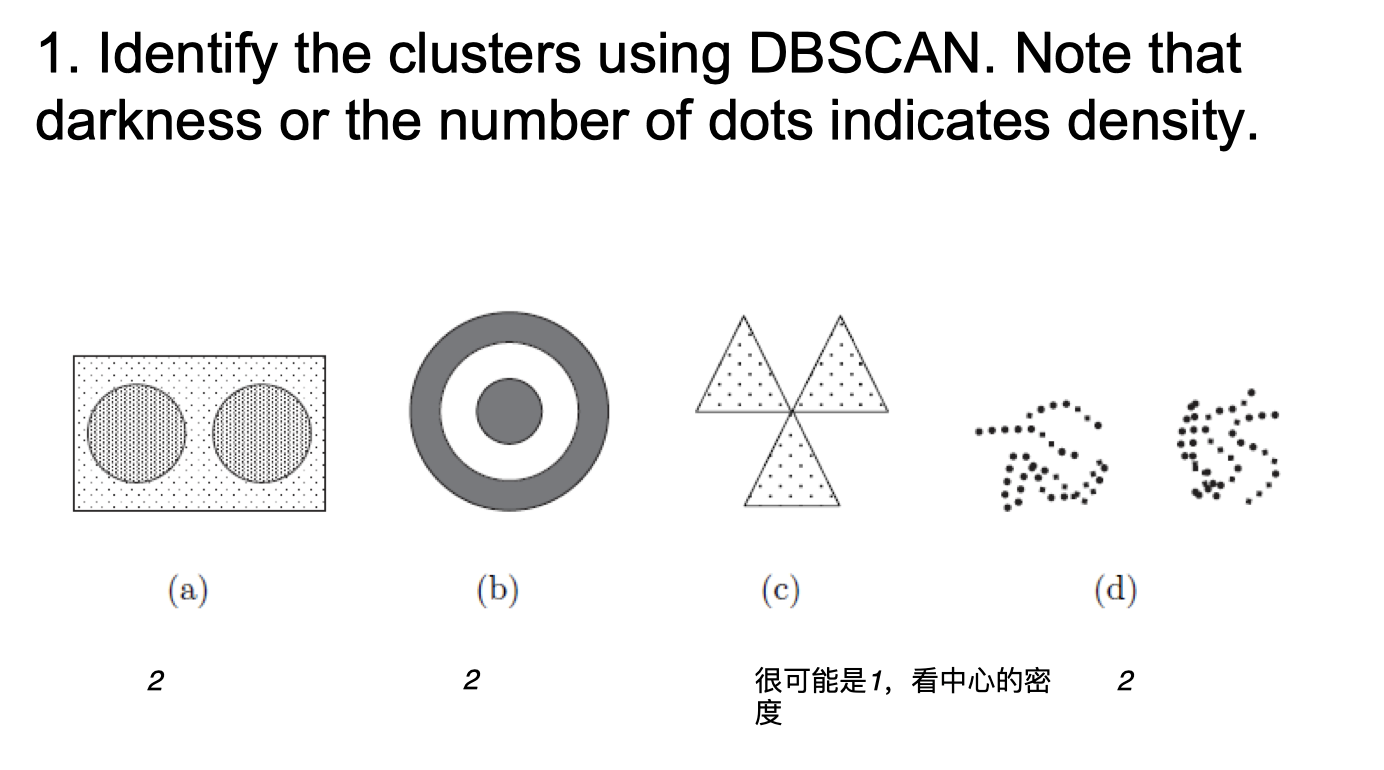 1. Identify the clusters using DBSCAN. Note that
darkness or the number of dots indicates density.
(a)
(b)
(c)
(d)
2
2
很可能是1，看中心的密
度
2